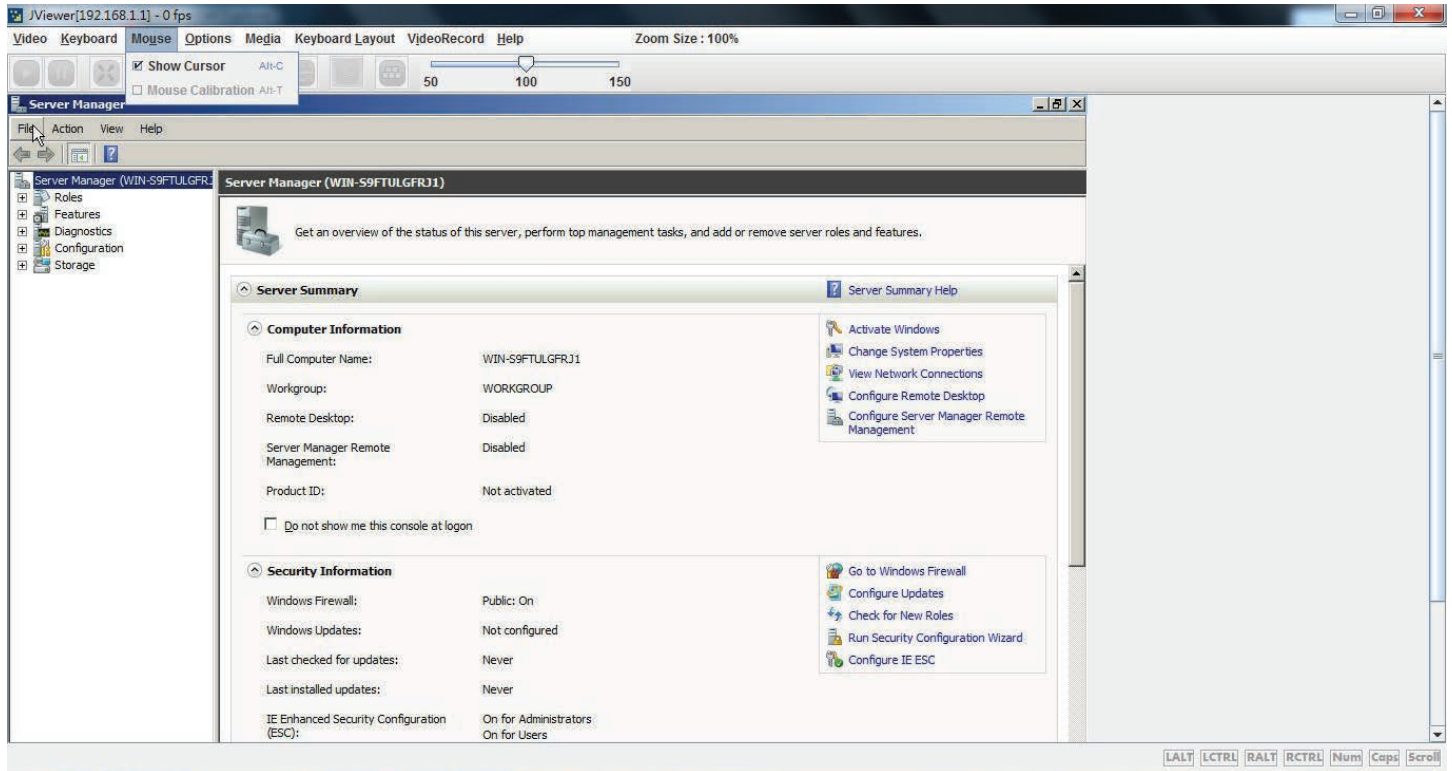 JViewer[192.168.1.1] - 0 fps
Video Keyboard Mouse Options Media Keyboard Layout VideoRecord Help Zoom Size : 100%
Show Cursor Alt-C
Mouse Calibration Alt-T
50 100 150
Server Manager
File Action View Help
Server Manager (WIN-S9FTULGFRJ
Roles
Features
Diagnostics
Configuration
Storage
Server Manager (WIN-S9FTULGFRJ1)
Get an overview of the status of this server, perform top management tasks, and add or remove server roles and features.
Server Summary
Server Summary Help
Computer Information
Full Computer Name: WIN-S9FTULGFRJ1
Workgroup: WORKGROUP
Remote Desktop: Disabled
Server Manager Remote Disabled
Management:
Product ID: Not activated
Do not show me this console at logon
Activate Windows
Change System Properties
View Network Connections
Configure Remote Desktop
Configure Server Manager Remote
Management
Security Information
Windows Firewall: Public: On
Windows Updates: Not configured
Last checked for updates: Never
Last installed updates: Never
IE Enhanced Security Configuration On for Administrators
(ESC): On for Users
Go to Windows Firewall
Configure Updates
Check for New Roles
Run Security Configuration Wizard
Configure IE ESC
LALT LCTRL RALT RCTRL Num Caps Scroll